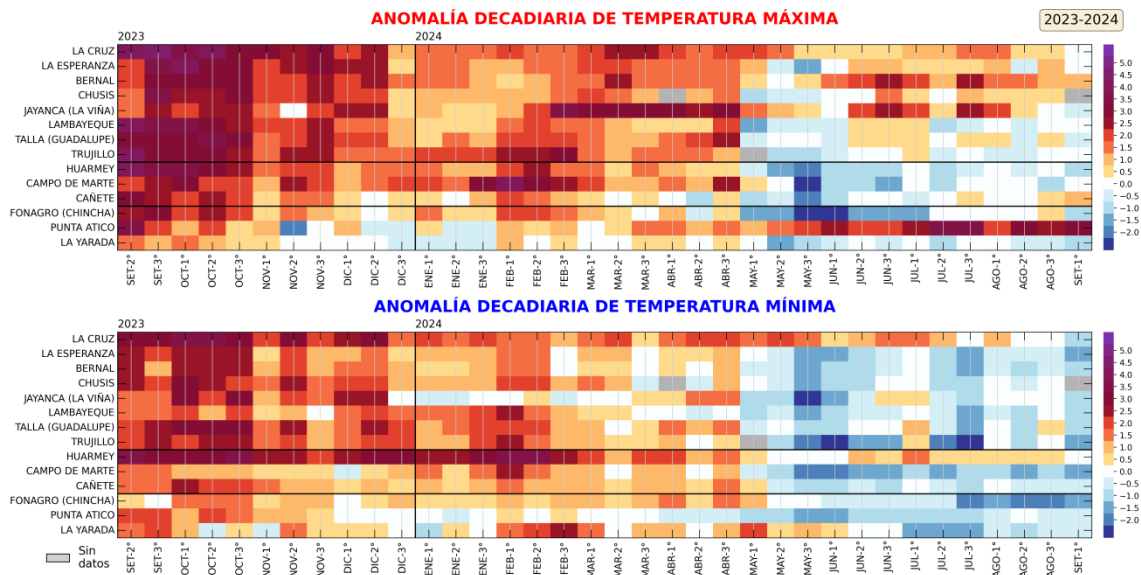 ANOMALÍA DECADIARIA DE TEMPERATURA MÁXIMA
2023-2024
2023
2024
LA CRUZ
LA ESPERANZA
BERNAL
CHUSIS
JAYANCA (LA VIÑA)
LAMBAYEQUE
TALLA (GUADALUPE)
TRUJILLO
HUARMEY
CAMPO DE MARTE
CAÑETE
FONAGRO (CHINCHA)
PUNTA ATICO
LA YARADA
5.0
4.5
4.0
3.5
3.0
2.5
2.0
1.5
1.0
0.5
0.0
−0.5
−1.0
−1.5
−2.0
SET-2°
SET-3°
OCT-1°
OCT-2°
OCT-3°
NOV-1°
NOV-2°
NOV-3°
DIC-1°
DIC-2°
DIC-3°
ENE-1°
ENE-2°
ENE-3°
FEB-1°
FEB-2°
FEB-3°
MAR-1°
MAR-2°
MAR-3°
ABR-1°
ABR-2°
ABR-3°
MAY-1°
MAY-2°
MAY-3°
JUN-1°
JUN-2°
JUN-3°
JUL-1°
JUL-2°
JUL-3°
AGO-1°
AGO-2°
AGO-3°
SET-1°
ANOMALÍA DECADIARIA DE TEMPERATURA MÍNIMA
2023
2024
LA CRUZ
LA ESPERANZA
BERNAL
CHUSIS
JAYANCA (LA VIÑA)
LAMBAYEQUE
TALLA (GUADALUPE)
TRUJILLO
HUARMEY
CAMPO DE MARTE
CAÑETE
FONAGRO (CHINCHA)
PUNTA ATICO
LA YARADA
5.0
4.5
4.0
3.5
3.0
2.5
2.0
1.5
1.0
0.5
0.0
−0.5
−1.0
−1.5
−2.0
Sin
datos
SET-2°
SET-3°
OCT-1°
OCT-2°
OCT-3°
NOV-1°
NOV-2°
NOV-3°
DIC-1°
DIC-2°
DIC-3°
ENE-1°
ENE-2°
ENE-3°
FEB-1°
FEB-2°
FEB-3°
MAR-1°
MAR-2°
MAR-3°
ABR-1°
ABR-2°
ABR-3°
MAY-1°
MAY-2°
MAY-3°
JUN-1°
JUN-2°
JUN-3°
JUL-1°
JUL-2°
JUL-3°
AGO-1°
AGO-2°
AGO-3°
SET-1°